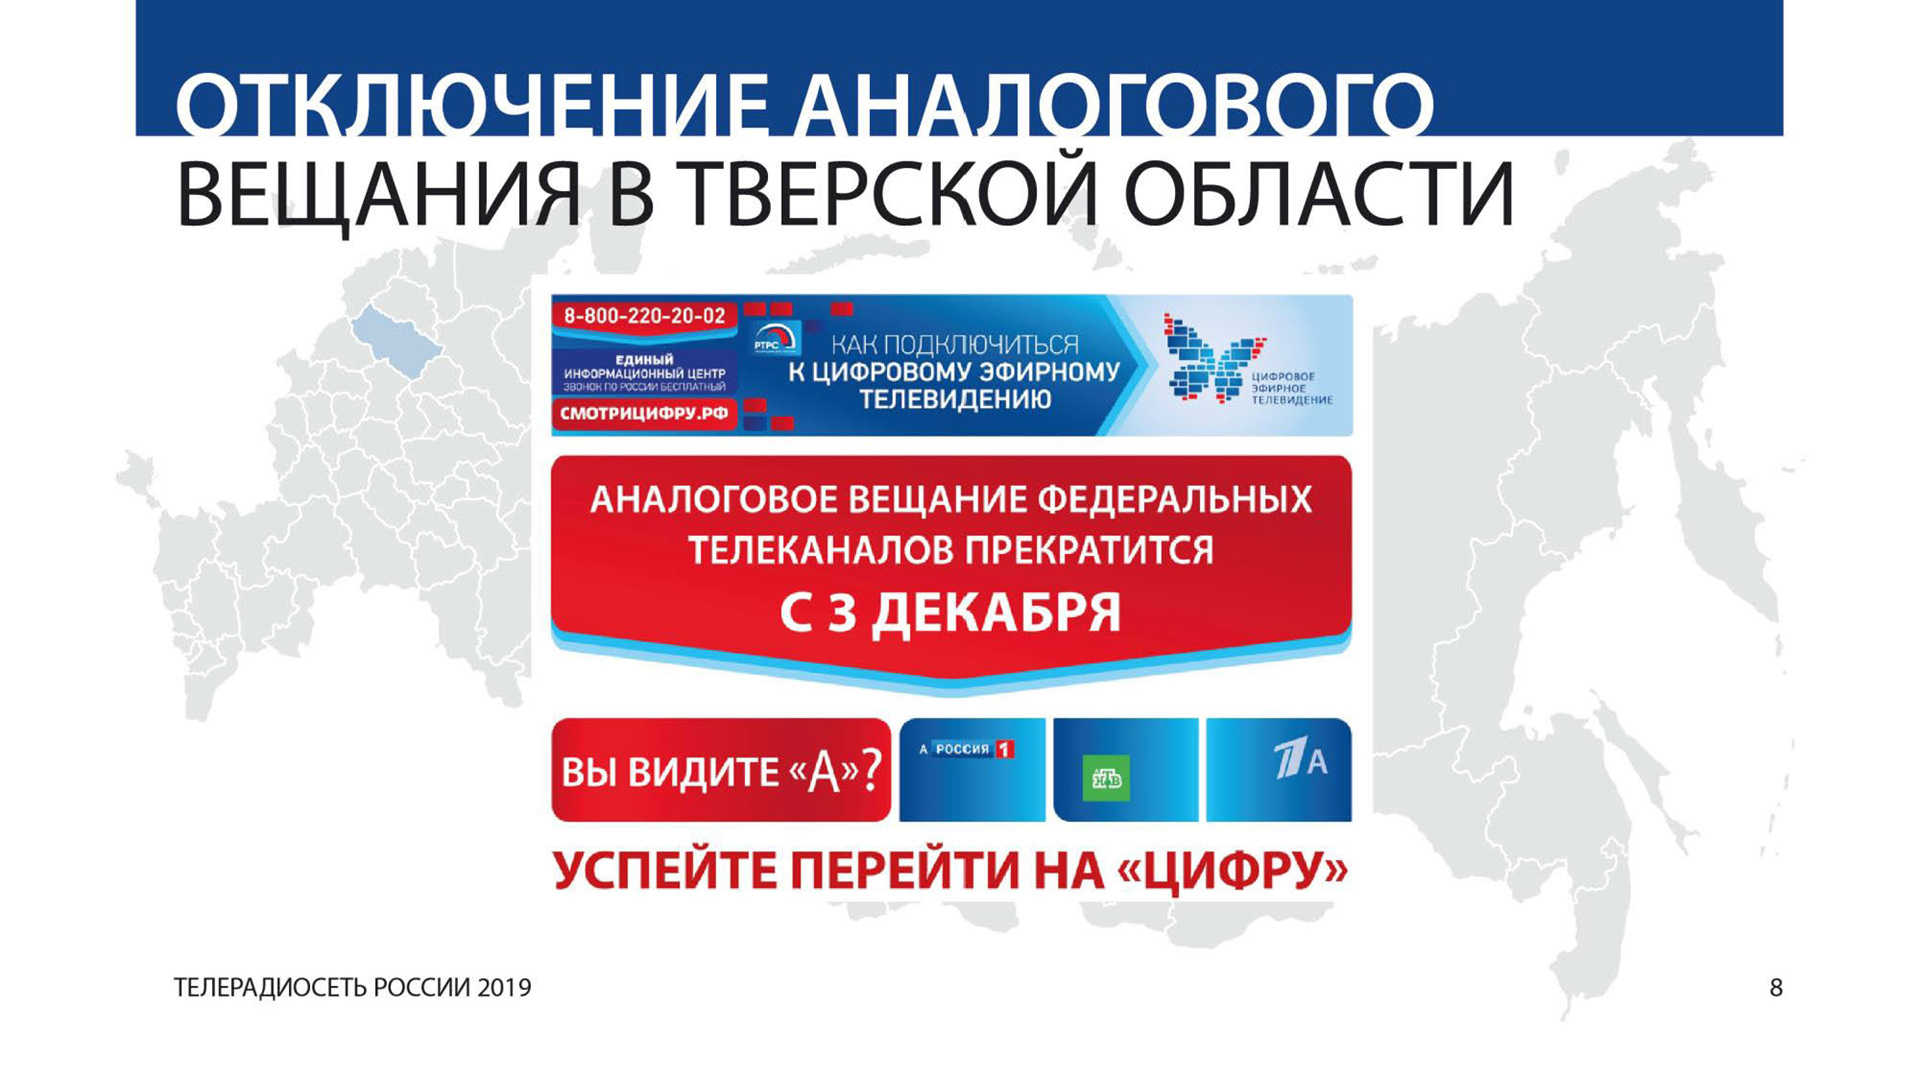 ОТКЛЮЧЕНИЕ АНАЛОГОВОГО
ВЕЩАНИЯ В ТВЕРСКОЙ ОБЛАСТИ
8-800-220-20-02
ЕДИНЫЙ
ИНФОРМАЦИОННЫЙ ЦЕНТР
ЗВОНОК ПО РОССИИ БЕСПЛАТНЫЙ
СМОТРИЦИФРУ.РФ
РТРС
КАК ПОДКЛЮЧИТЬСЯ
К ЦИФРОВОМУ ЭФИРНОМУ
ТЕЛЕВИДЕНИЮ
ЦИФРОВОЕ
ЭФИРНОЕ
ТЕЛЕВИДЕНИЕ
АНАЛОГОВОЕ ВЕЩАНИЕ ФЕДЕРАЛЬНЫХ
ТЕЛЕКАНАЛОВ ПРЕКРАТИТСЯ
С 3 ДЕКАБРЯ
ВЫ ВИДИТЕ «А»?
А РОССИЯ 1
А НТВ
1 А
УСПЕЙТЕ ПЕРЕЙТИ НА «ЦИФРУ»
ТЕЛЕРАДИОСЕТЬ РОССИИ 2019
8